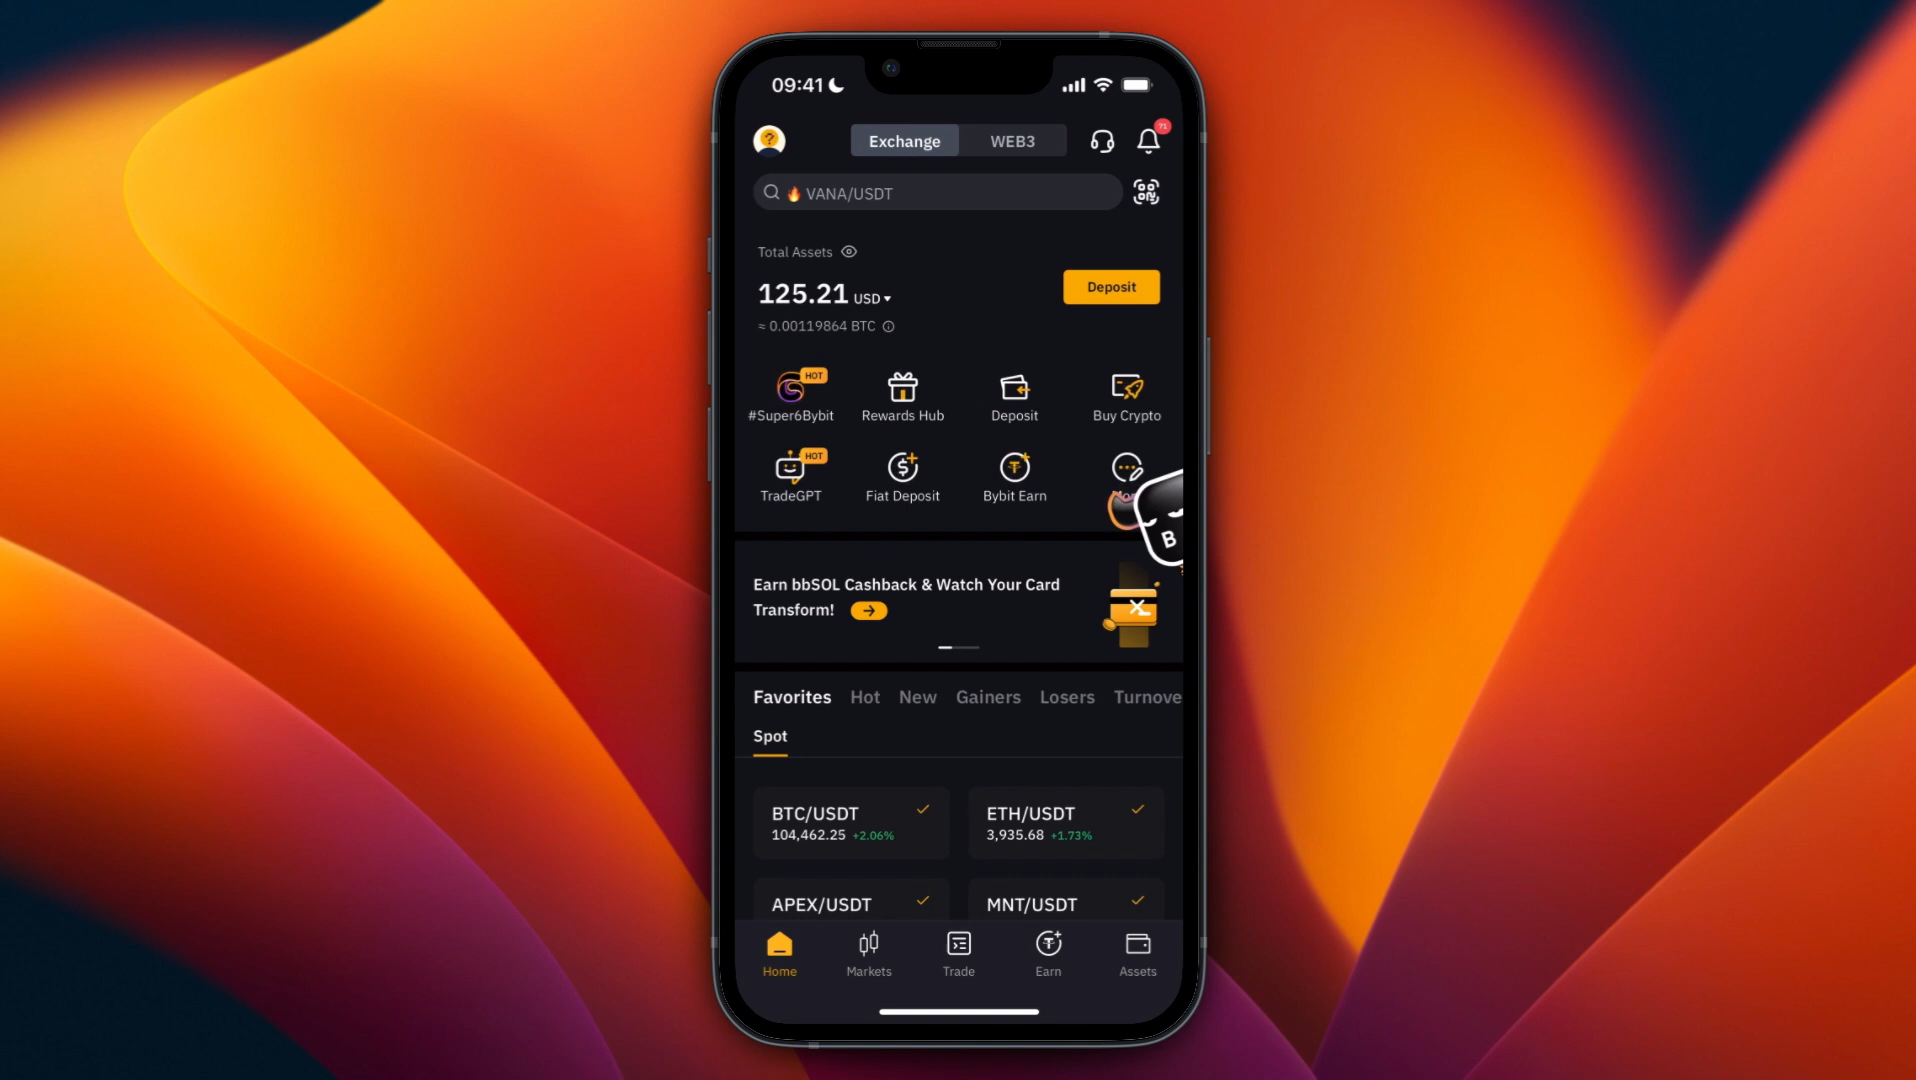 09:41
Exchange WEB3
71
VANA/USDT
Total Assets
125.21 USD
Deposit
≈ 0.00119864 BTC
HOT
#Super6Bybit Rewards Hub Deposit Buy Crypto
HOT
TradeGPT Fiat Deposit Bybit Earn
B
Earn bbSOL Cashback & Watch Your Card
Transform!
Favorites Hot New Gainers Losers Turnove
Spot
BTC/USDT ETH/USDT
104,462.25 +2.06% 3,935.68 +1.73%
APEX/USDT MNT/USDT
Home Markets Trade Earn Assets